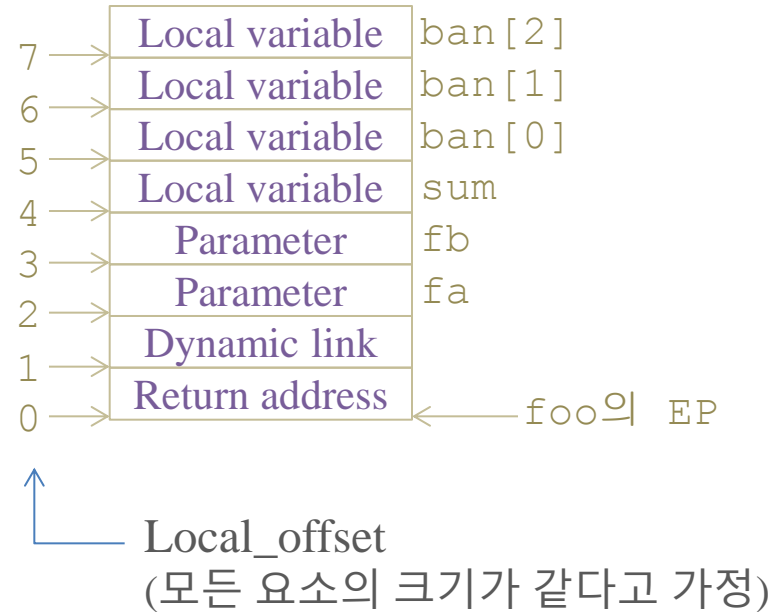 Local variable ban[2]
7
Local variable ban[1]
6
Local variable ban[0]
5
Local variable sum
4
Parameter fb
3
Parameter fa
2
Dynamic link
1
Return address
0 foo의 EP
Local_offset
(모든 요소의 크기가 같다고 가정)